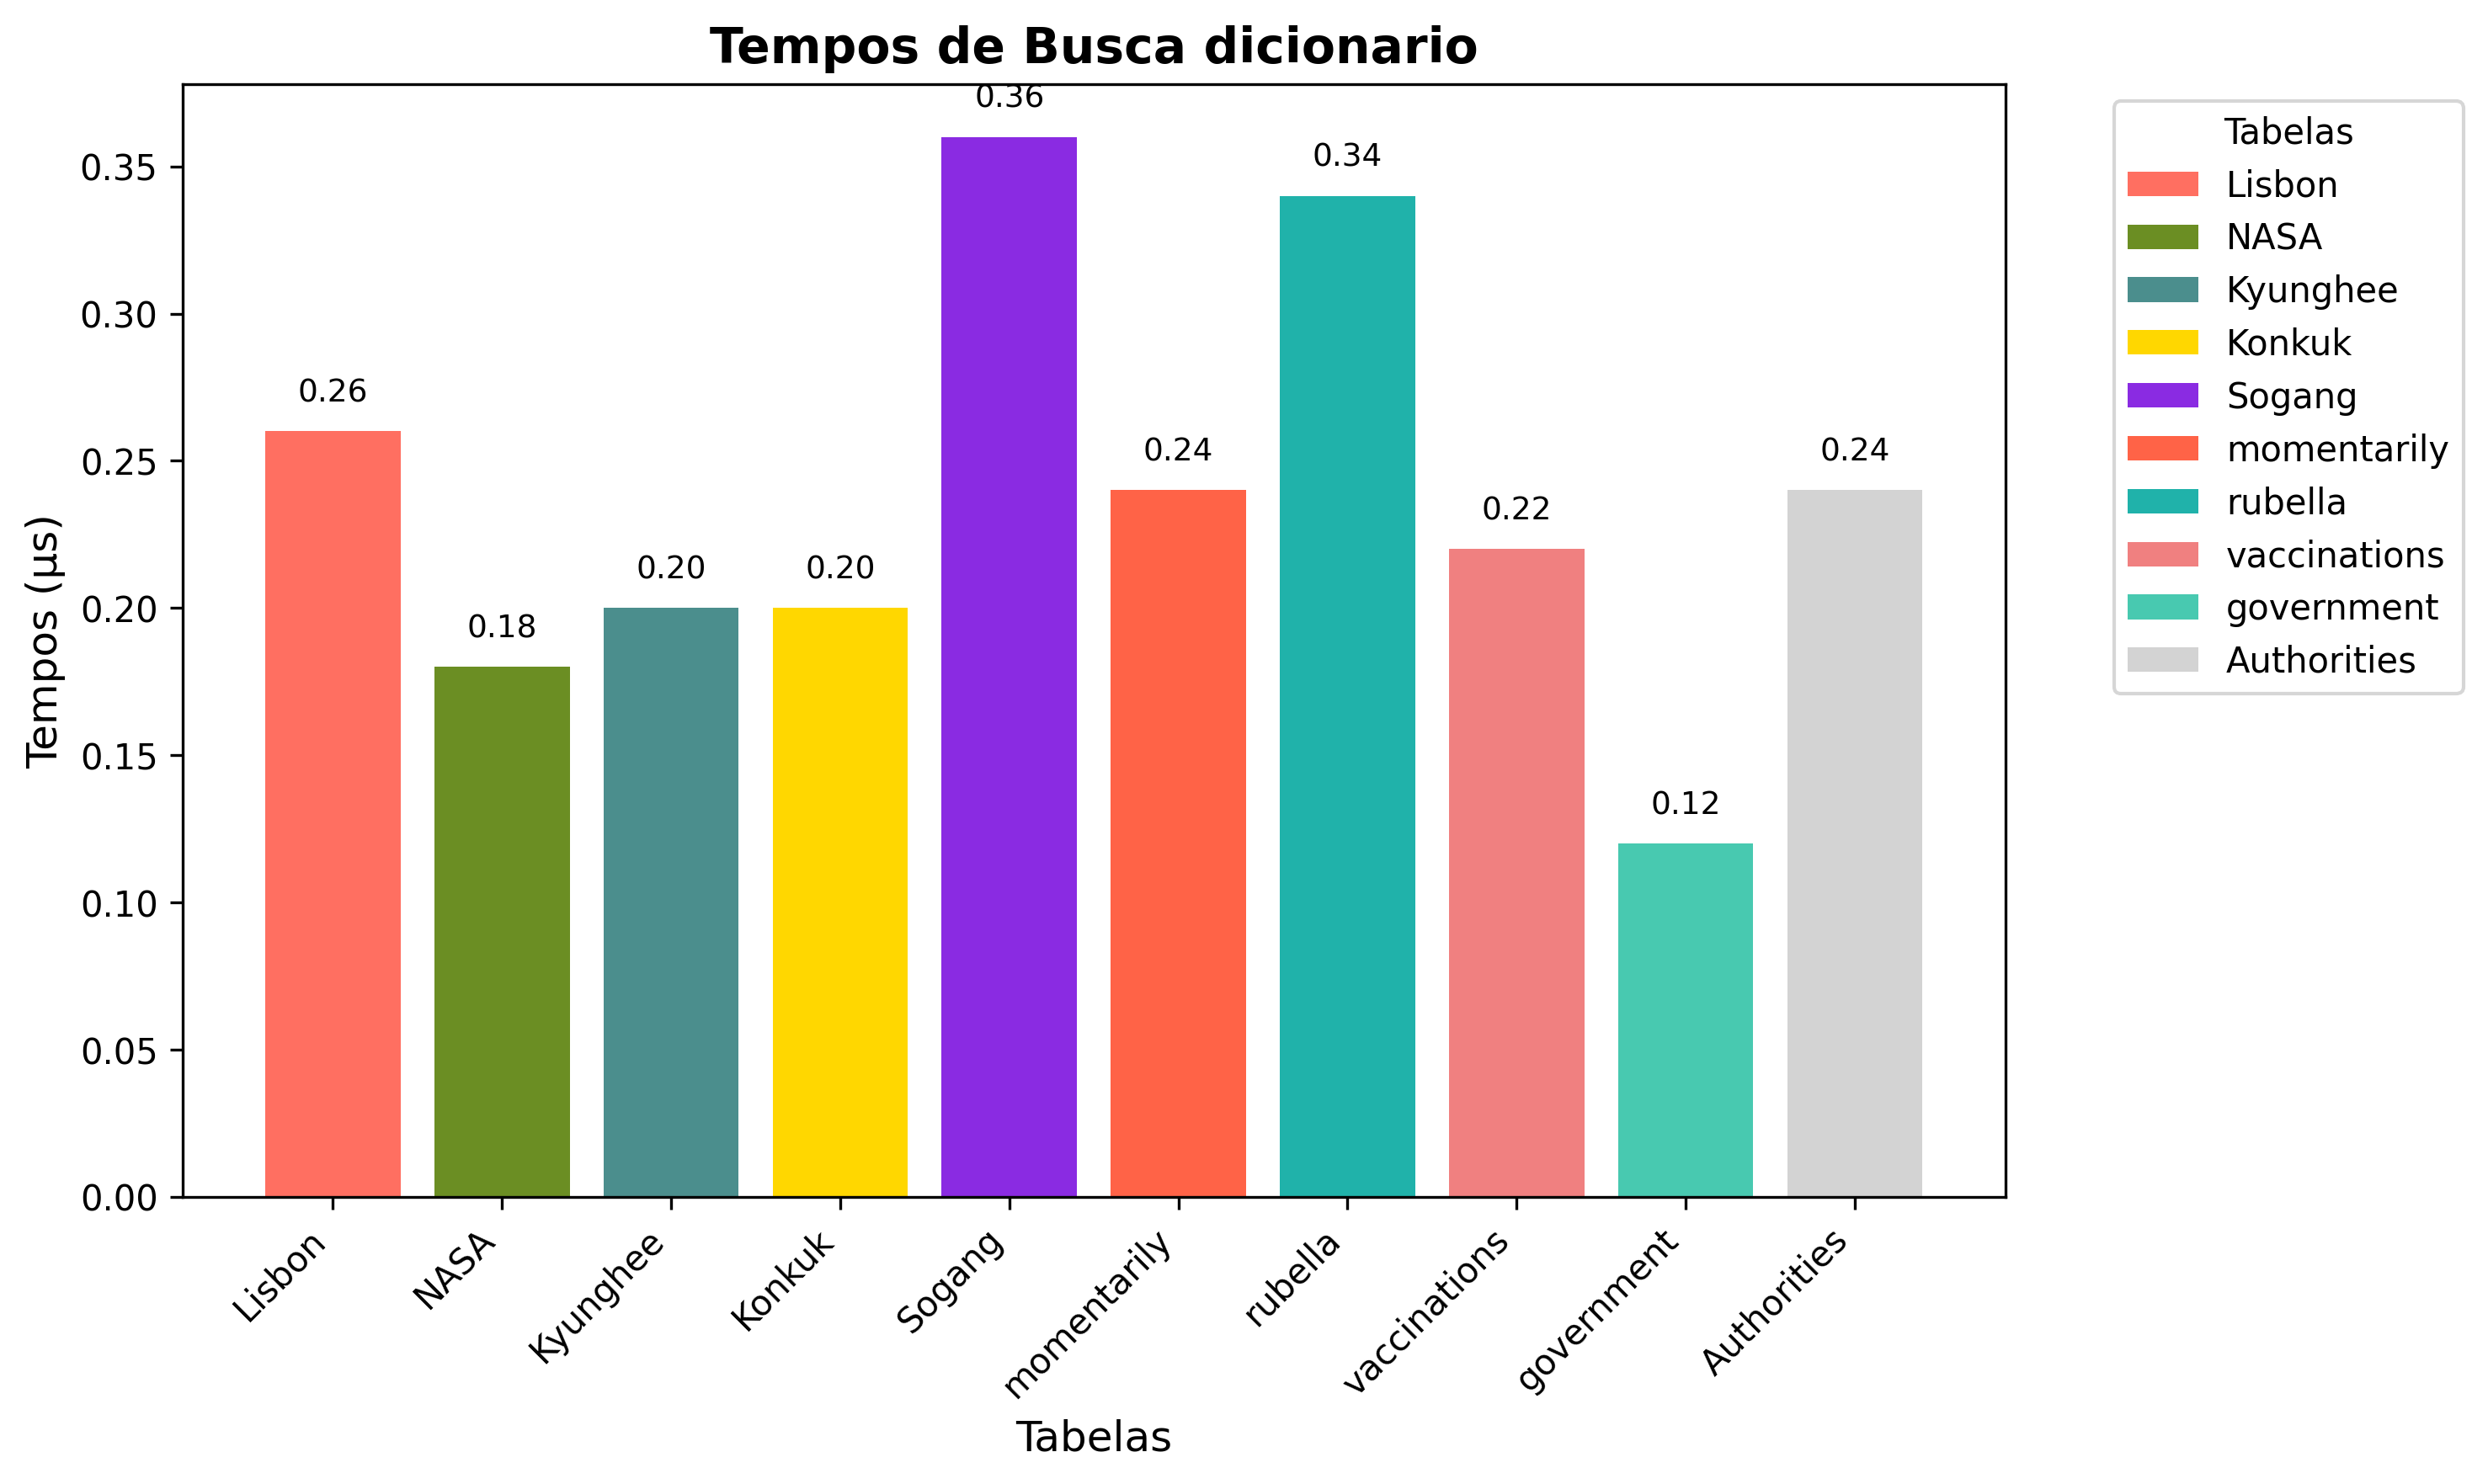 Tempos de Busca dicionario
Tempos (µs)
0.35
0.30
0.25
0.20
0.15
0.10
0.05
0.00
0.26
0.18
0.20
0.20
0.36
0.24
0.34
0.22
0.12
0.24
Lisbon
NASA
Kyunghee
Konkuk
Sogang
momentarily
rubella
vaccinations
government
Authorities
Tabelas
Tabelas
Lisbon
NASA
Kyunghee
Konkuk
Sogang
momentarily
rubella
vaccinations
government
Authorities